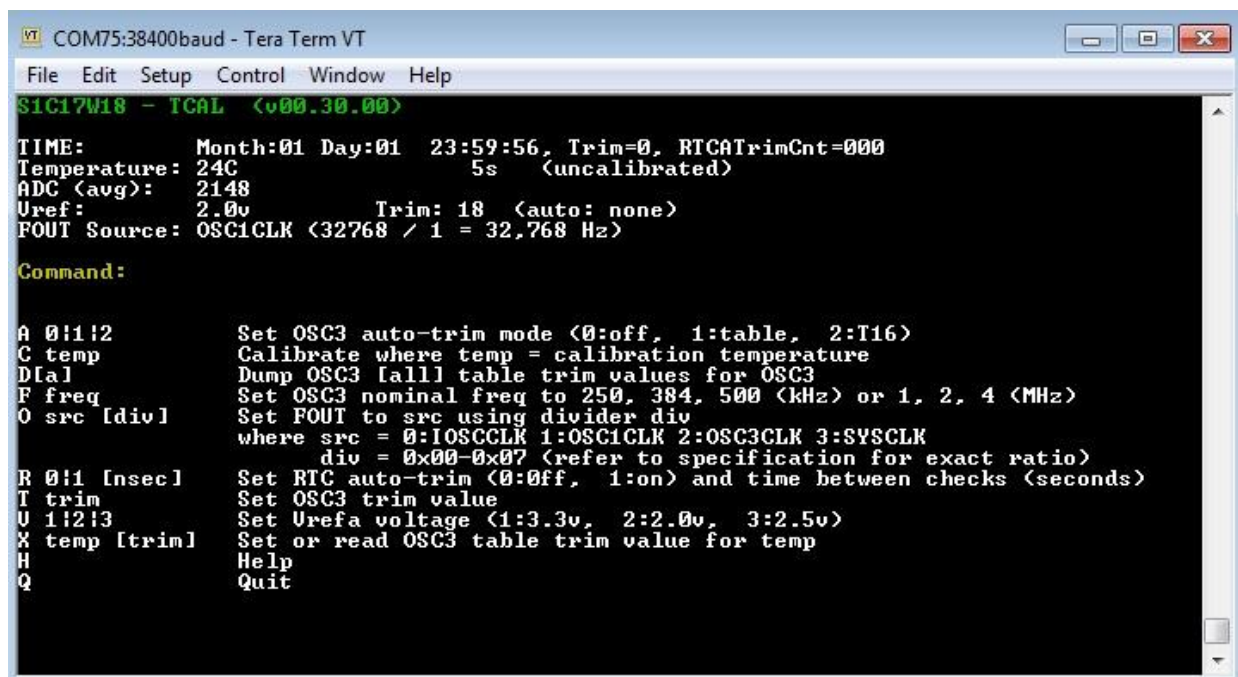 COM75:38400baud - Tera Term VT
File Edit Setup Control Window Help
S1C17W18 - TCAL (v00.30.00)
TIME: Month:01 Day:01 23:59:56, Trim=0, RTCATrimCnt=000
Temperature: 24C 5s (uncalibrated)
ADC (avg): 2148
Vref: 2.0v Trim: 18 (auto: none)
FOUT Source: OSC1CLK (32768 / 1 = 32,768 Hz)
Command:
A 0|1|2 Set OSC3 auto-trim mode (0:off, 1:table, 2:T16)
C temp Calibrate where temp = calibration temperature
D[a] Dump OSC3 [all] table trim values for OSC3
F freq Set OSC3 nominal freq to 250, 384, 500 (kHz) or 1, 2, 4 (MHz)
O src [div] Set FOUT to src using divider div
where src = 0:IOSCCLK 1:OSC1CLK 2:OSC3CLK 3:SYSCLK
div = 0x00-0x07 (refer to specification for exact ratio)
R 0|1 [nsec] Set RTC auto-trim (0:0ff, 1:on) and time between checks (seconds)
T trim Set OSC3 trim value
V 1|2|3 Set Vrefa voltage (1:3.3v, 2:2.0v, 3:2.5v)
X temp [trim] Set or read OSC3 table trim value for temp
H Help
Q Quit